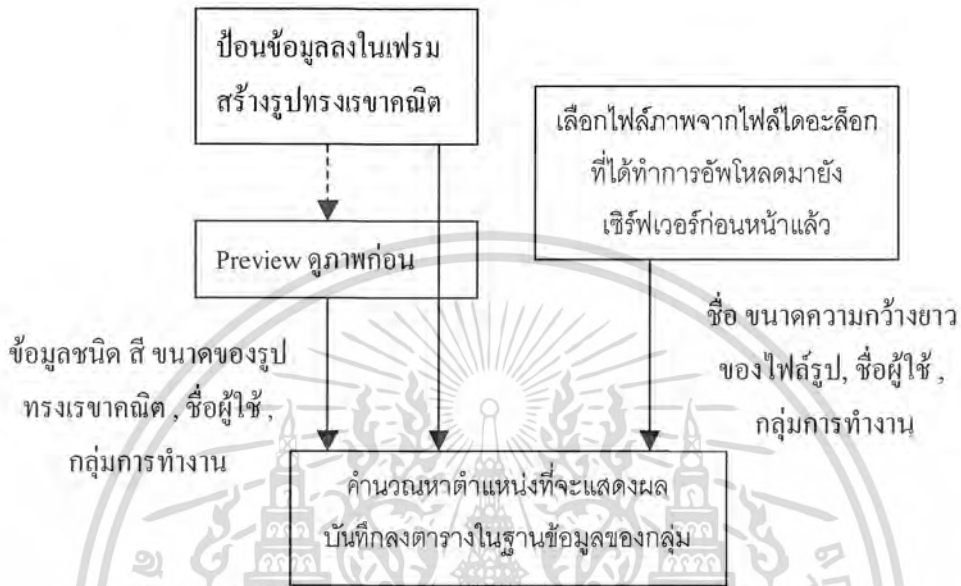 ป้อนข้อมูลลงในเฟรม
สร้างรูปทรงเรขาคณิต
เลือกไฟล์ภาพจากไฟล์ไดอะล็อก
ที่ได้ทำการอัพโหลดมายัง
เซิร์ฟเวอร์ก่อนหน้าแล้ว
Preview ดูภาพก่อน
ข้อมูลชนิด สี ขนาดของรูป
ทรงเรขาคณิต , ชื่อผู้ใช้ ,
กลุ่มการทำงาน
ชื่อ ขนาดความกว้างยาว
ของไฟล์รูป, ชื่อผู้ใช้ ,
กลุ่มการทำงาน
คำนวณหาตำแหน่งที่จะแสดงผล
บันทึกลงตารางในฐานข้อมูลของกลุ่ม